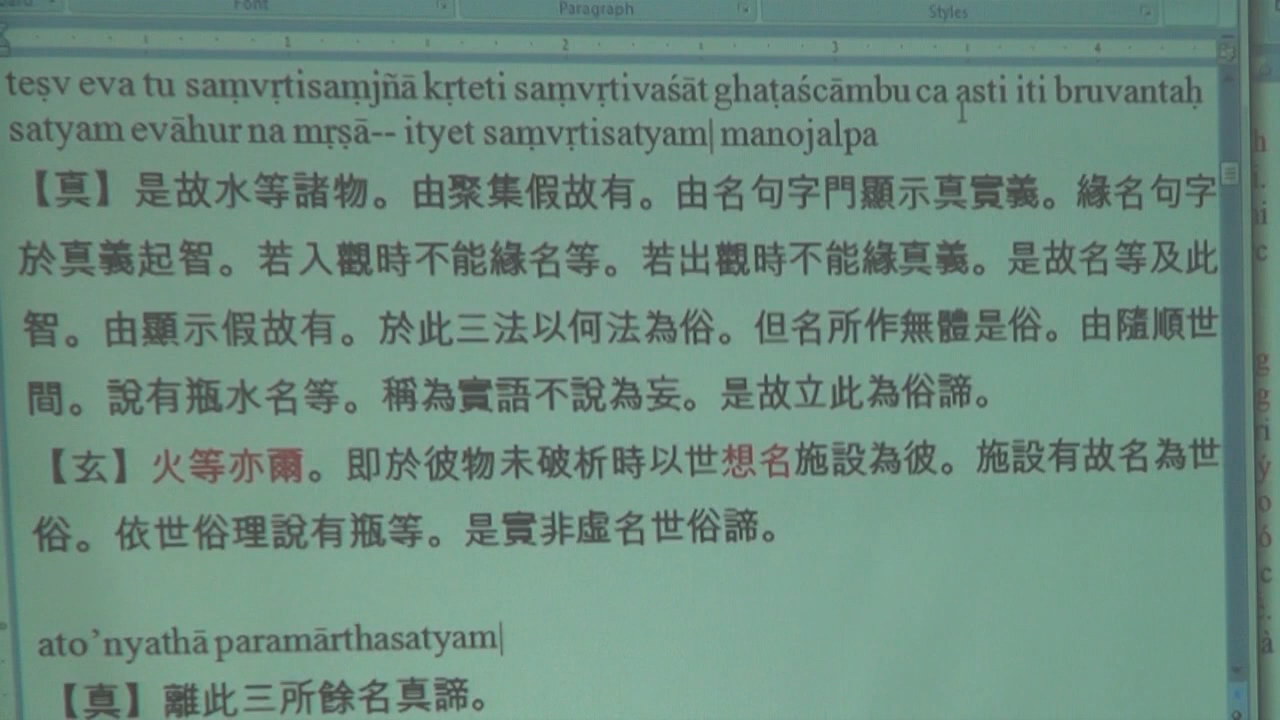 Font Paragraph Styles
1 2 3 4
teṣv eva tu saṃvṛtisaṃjñā kṛteti saṃvṛtivaśāt ghaṭaścāmbu ca asti iti bruvantaḥ
satyam evāhur na mṛṣā-- ityet saṃvṛtisatyam| manojalpa
【真】是故水等諸物。由聚集假故有。由名句字門顯示真實義。緣名句字
於真義起智。若入觀時不能緣名等。若出觀時不能緣真義。是故名等及此
智。由顯示假故有。於此三法以何法為俗。但名所作無體是俗。由隨順世
間。說有瓶水名等。稱為實語不說為妄。是故立此為俗諦。
【玄】火等亦爾。即於彼物未破析時以世想名施設為彼。施設有故名為世
俗。依世俗理說有瓶等。是實非虛名世俗諦。
ato’nyathā paramārthasatyam|
【真】離此三所餘名真諦。